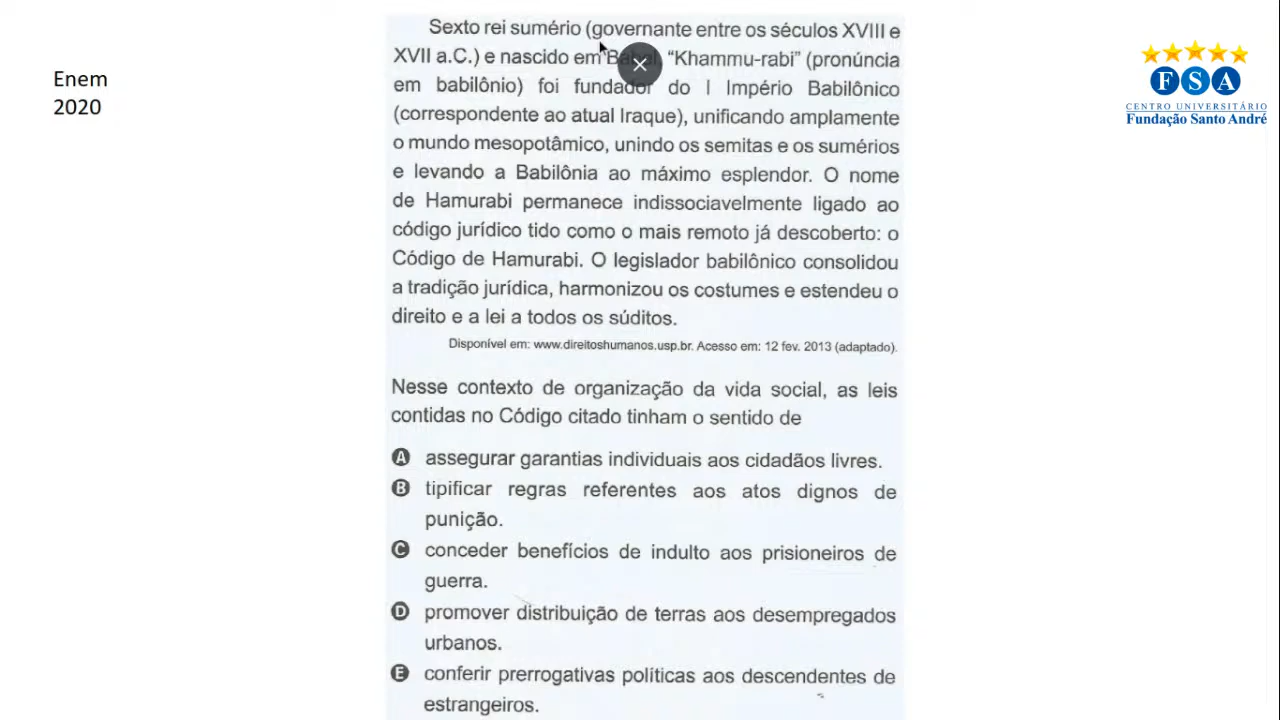 Enem
2020
Sexto rei sumério (governante entre os séculos XVIII e
XVII a.C.) e nascido em "Khammu-rabi" (pronúncia
em babilônio) foi fundador do I Império Babilônico
(correspondente ao atual Iraque), unificando amplamente
o mundo mesopotâmico, unindo os semitas e os sumérios
e levando a Babilônia ao máximo esplendor. O nome
de Hamurabi permanece indissociavelmente ligado ao
código jurídico tido como o mais remoto já descoberto: o
Código de Hamurabi. O legislador babilônico consolidou
a tradição jurídica, harmonizou os costumes e estendeu o
direito e a lei a todos os súditos.
Disponível em: www.direitoshumanos.usp.br. Acesso em: 12 fev. 2013 (adaptado).
Nesse contexto de organização da vida social, as leis
contidas no Código citado tinham o sentido de
A assegurar garantias individuais aos cidadãos livres.
B tipificar regras referentes aos atos dignos de
punição.
C conceder benefícios de indulto aos prisioneiros de
guerra.
D promover distribuição de terras aos desempregados
urbanos.
E conferir prerrogativas políticas aos descendentes de
estrangeiros.
FSA
CENTRO UNIVERSITÁRIO
Fundação Santo André